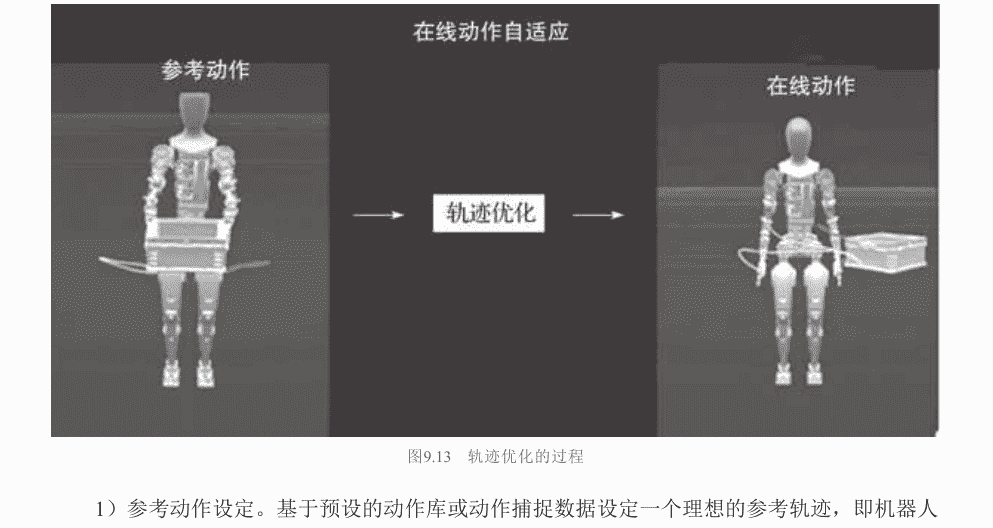 在线动作自适应
参考动作
在线动作
轨迹优化
图9.13 轨迹优化的过程
1）参考动作设定。基于预设的动作库或动作捕捉数据设定一个理想的参考轨迹，即机器人